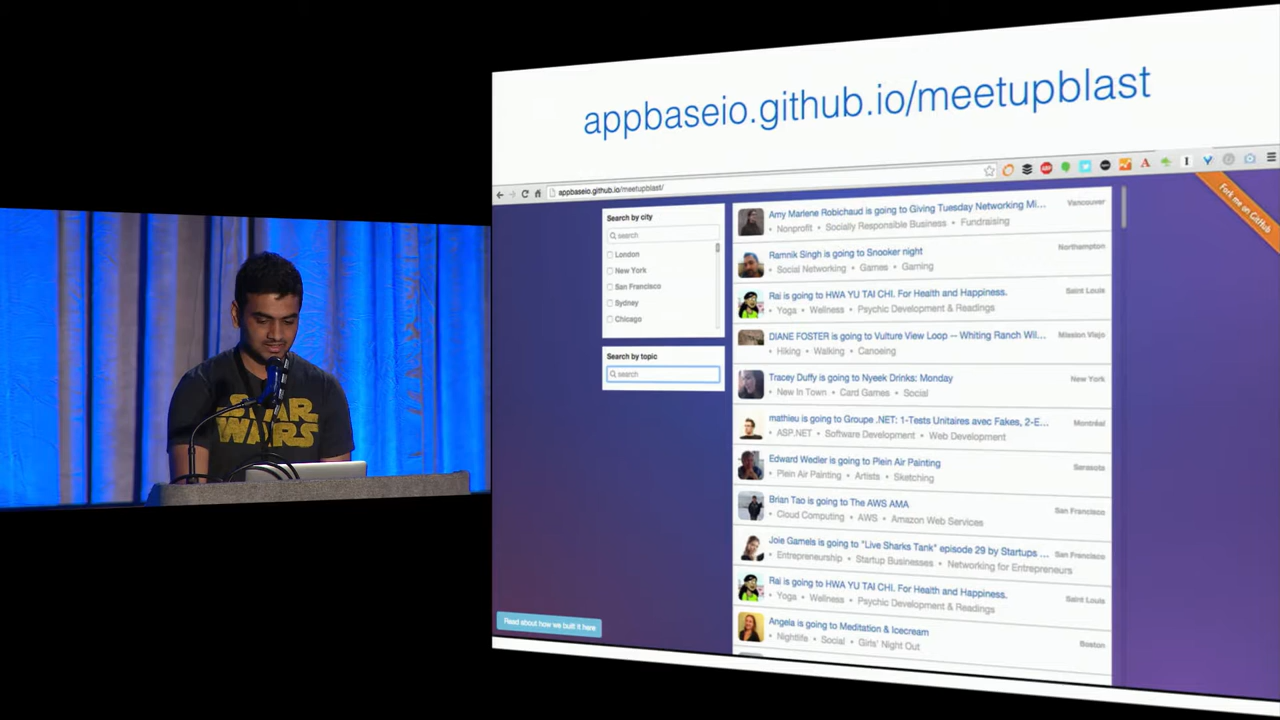 appbaseio.github.io/meetupblast
appbaseio.github.io/meetupblast/
Fork me on GitHub
Search by city
search
London
New York
San Francisco
Sydney
Chicago
Search by topic
search
Amy Marlene Robichaud is going to Giving Tuesday Networking Mi... Vancouver
• Nonprofit • Socially Responsible Business • Fundraising
Ramnik Singh is going to Snooker night Northampton
• Social Networking • Games • Gaming
Rai is going to HWA YU TAI CHI. For Health and Happiness. Saint Louis
• Yoga • Wellness • Psychic Development & Readings
DIANE FOSTER is going to Vulture View Loop -- Whiting Ranch Wil... Mission Viejo
• Hiking • Walking • Canoeing
Tracey Duffy is going to Nyeek Drinks: Monday New York
• New In Town • Card Games • Social
mathieu is going to Groupe .NET: 1-Tests Unitaires avec Fakes, 2-E... Montréal
• ASP.NET • Software Development • Web Development
Edward Wedler is going to Plein Air Painting Sarasota
• Plein Air Painting • Artists • Sketching
Brian Tao is going to The AWS AMA San Francisco
• Cloud Computing • AWS • Amazon Web Services
Joie Gamels is going to "Live Sharks Tank" episode 29 by Startups ... San Francisco
• Entrepreneurship • Startup Businesses • Networking for Entrepreneurs
Rai is going to HWA YU TAI CHI. For Health and Happiness. Saint Louis
• Yoga • Wellness • Psychic Development & Readings
Angela is going to Meditation & Icecream Boston
• Nightlife • Social • Girls' Night Out
Read about how we built it here
STAR
WARS